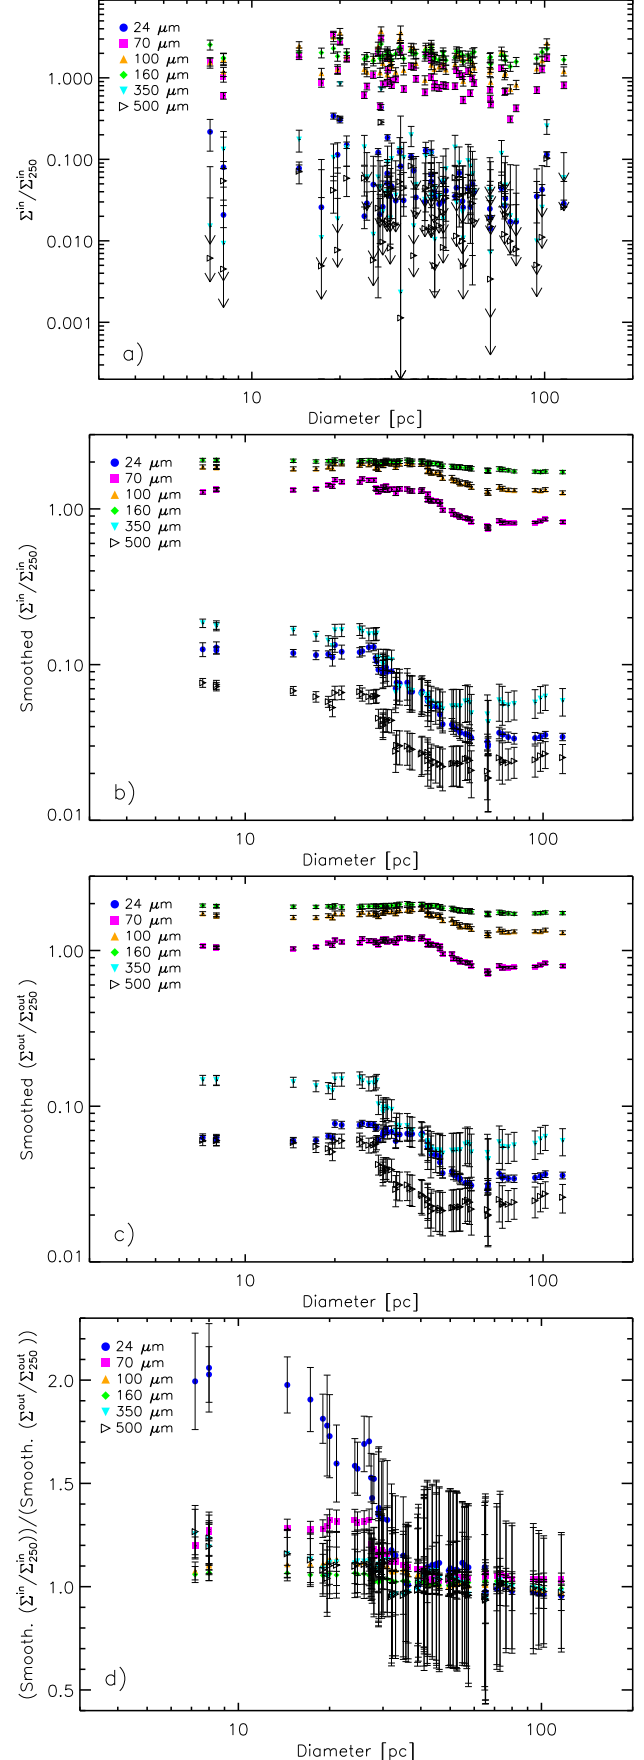 24 μm
70 μm
100 μm
160 μm
350 μm
500 μm
1.000
0.100
0.010
0.001
Σ^in/Σ^in_250
a)
10 100
Diameter [pc]
24 μm
70 μm
100 μm
160 μm
350 μm
500 μm
1.00
0.10
0.01
Smoothed (Σ^in/Σ^in_250)
b)
10 100
Diameter [pc]
24 μm
70 μm
100 μm
160 μm
350 μm
500 μm
1.00
0.10
0.01
Smoothed (Σ^out/Σ^out_250)
c)
10 100
Diameter [pc]
24 μm
70 μm
100 μm
160 μm
350 μm
500 μm
2.0
1.5
1.0
0.5
(Smooth. (Σ^in/Σ^in_250))/(Smooth. (Σ^out/Σ^out_250))
d)
10 100
Diameter [pc]